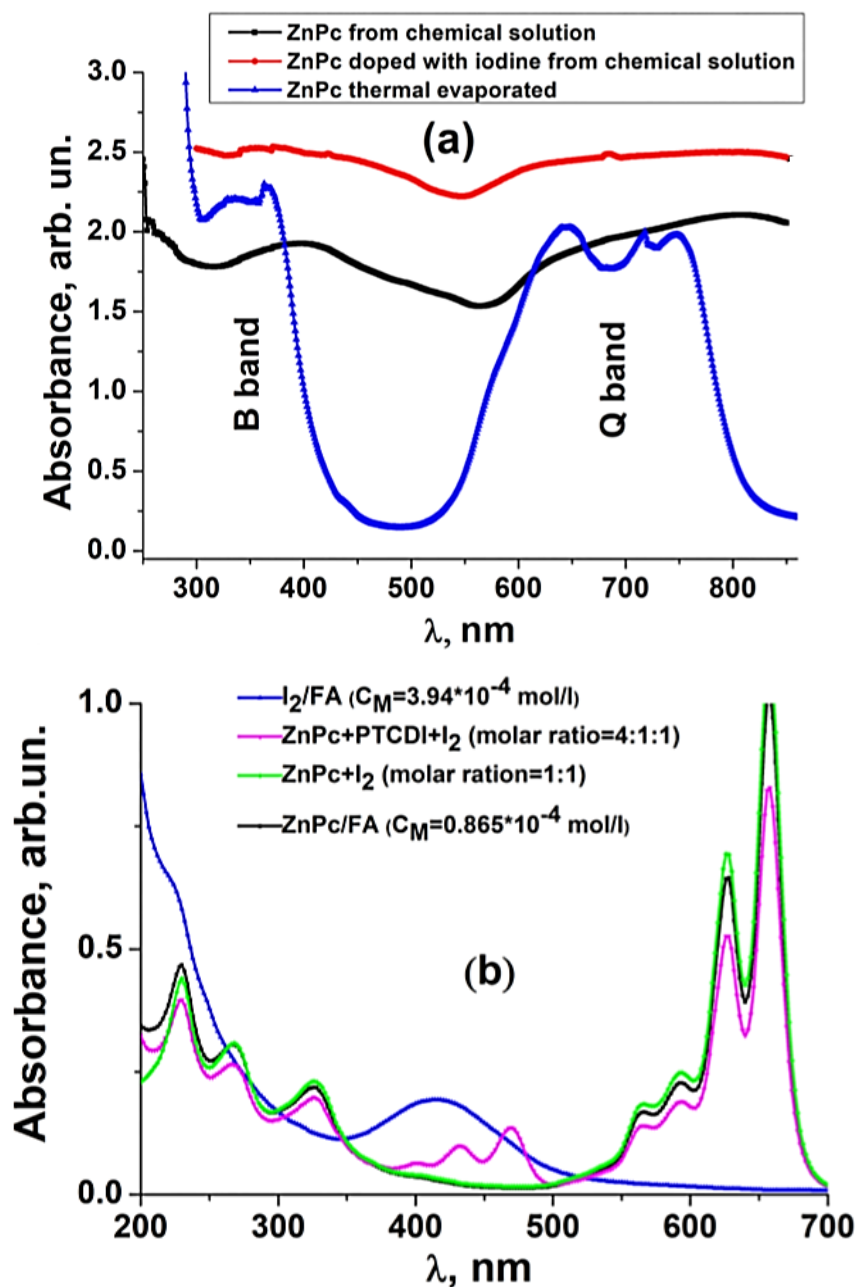 ZnPc from chemical solution
ZnPc doped with iodine from chemical solution
ZnPc thermal evaporated
(a)
3.0
2.5
2.0
1.5
1.0
0.5
0.0
Absorbance, arb. un.
B band
Q band
300 400 500 600 700 800
λ, nm
I2/FA (CM=3.94*10-4 mol/l)
ZnPc+PTCDI+I2 (molar ratio=4:1:1)
ZnPc+I2 (molar ration=1:1)
ZnPc/FA (CM=0.865*10-4 mol/l)
(b)
1.0
0.5
0.0
Absorbance, arb.un.
200 300 400 500 600 700
λ, nm